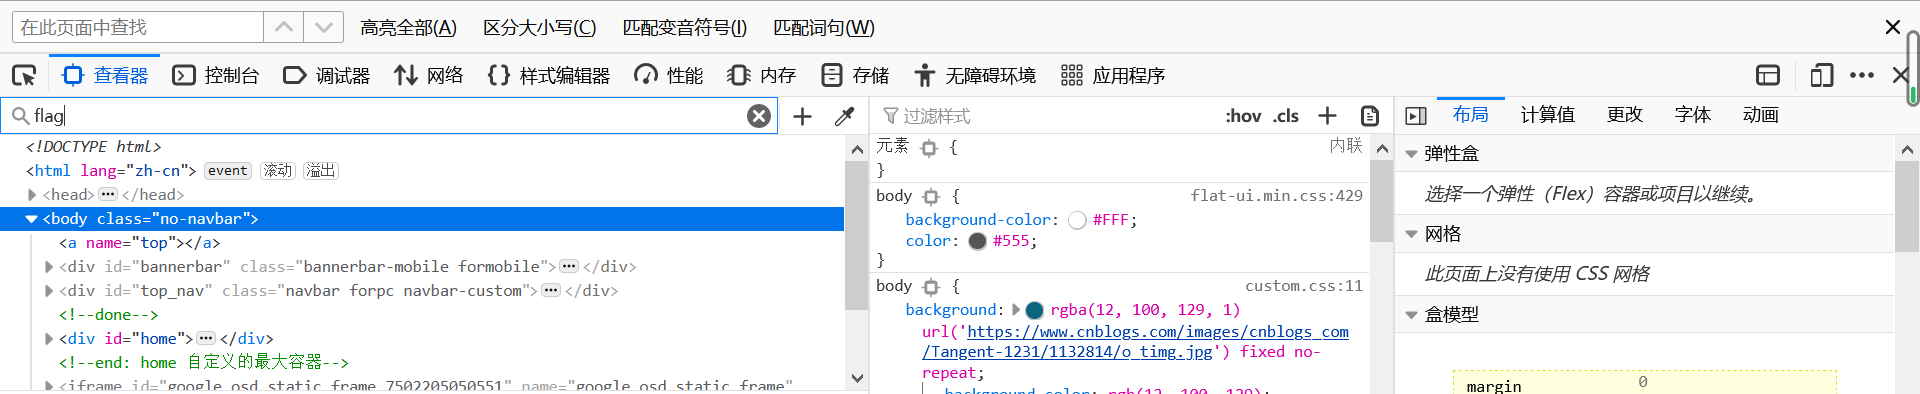 在此页面中查找 高亮全部(A) 区分大小写(C) 匹配变音符号(I) 匹配词句(W)
查看器 控制台 调试器 网络 样式编辑器 性能 内存 存储 无障碍环境 应用程序
flag
<!DOCTYPE html>
<html lang="zh-cn"> event 滚动 溢出
<head> ••• </head>
<body class="no-navbar">
<a name="top"></a>
<div id="bannerbar" class="bannerbar-mobile formobile"> ••• </div>
<div id="top_nav" class="navbar forpc navbar-custom"> ••• </div>
<!--done-->
<div id="home"> ••• </div>
<!--end: home 自定义的最大容器-->
<iframe id="google_osd_static_frame_7502205050551" name="google_osd_static_frame"
过滤样式 :hov .cls
元素 { 内联
}
body { flat-ui.min.css:429
background-color: #FFF;
color: #555;
}
body { custom.css:11
background: rgba(12, 100, 129, 1)
url('https://www.cnblogs.com/images/cnblogs_com
/Tangent-1231/1132814/o_timg.jpg') fixed no-
repeat;
background-color: rgb(12, 100, 129);
布局 计算值 更改 字体 动画
弹性盒
选择一个弹性（Flex）容器或项目以继续。
网格
此页面上没有使用 CSS 网格
盒模型
margin 0